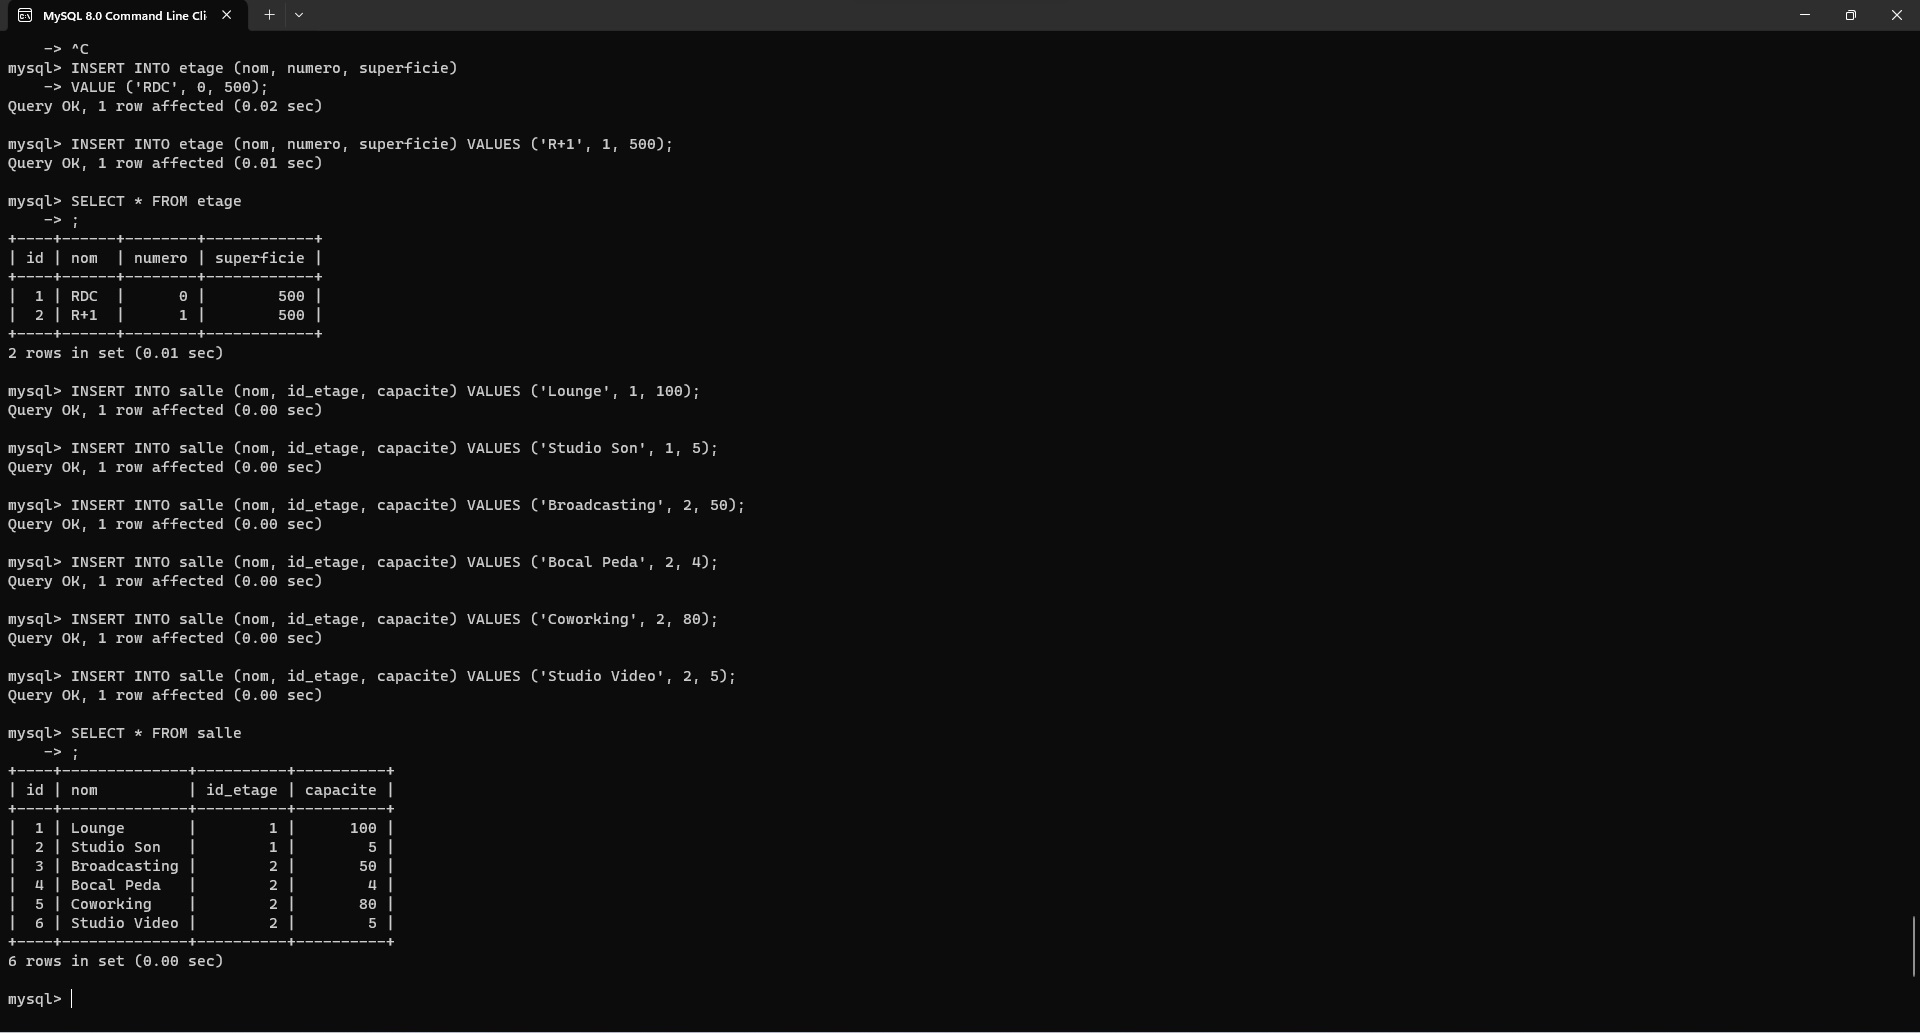 MySQL 8.0 Command Line Cli
-> ^C
mysql> INSERT INTO etage (nom, numero, superficie)
    -> VALUE ('RDC', 0, 500);
Query OK, 1 row affected (0.02 sec)
mysql> INSERT INTO etage (nom, numero, superficie) VALUES ('R+1', 1, 500);
Query OK, 1 row affected (0.01 sec)
mysql> SELECT * FROM etage
    -> ;
+----+------+--------+------------+
| id | nom  | numero | superficie |
+----+------+--------+------------+
|  1 | RDC  |      0 |        500 |
|  2 | R+1  |      1 |        500 |
+----+------+--------+------------+
2 rows in set (0.01 sec)
mysql> INSERT INTO salle (nom, id_etage, capacite) VALUES ('Lounge', 1, 100);
Query OK, 1 row affected (0.00 sec)
mysql> INSERT INTO salle (nom, id_etage, capacite) VALUES ('Studio Son', 1, 5);
Query OK, 1 row affected (0.00 sec)
mysql> INSERT INTO salle (nom, id_etage, capacite) VALUES ('Broadcasting', 2, 50);
Query OK, 1 row affected (0.00 sec)
mysql> INSERT INTO salle (nom, id_etage, capacite) VALUES ('Bocal Peda', 2, 4);
Query OK, 1 row affected (0.00 sec)
mysql> INSERT INTO salle (nom, id_etage, capacite) VALUES ('Coworking', 2, 80);
Query OK, 1 row affected (0.00 sec)
mysql> INSERT INTO salle (nom, id_etage, capacite) VALUES ('Studio Video', 2, 5);
Query OK, 1 row affected (0.00 sec)
mysql> SELECT * FROM salle
    -> ;
+----+--------------+----------+----------+
| id | nom          | id_etage | capacite |
+----+--------------+----------+----------+
|  1 | Lounge       |        1 |      100 |
|  2 | Studio Son   |        1 |        5 |
|  3 | Broadcasting |        2 |       50 |
|  4 | Bocal Peda   |        2 |        4 |
|  5 | Coworking    |        2 |       80 |
|  6 | Studio Video |        2 |        5 |
+----+--------------+----------+----------+
6 rows in set (0.00 sec)
mysql>